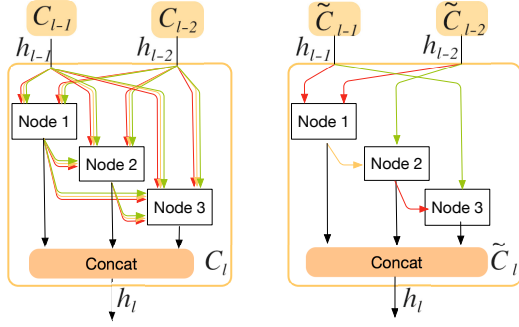 C_{l-1} C_{l-2}
h_{l-1} h_{l-2}
Node 1
Node 2
Node 3
Concat C_l
h_l
C̃_{l-1} C̃_{l-2}
h_{l-1} h_{l-2}
Node 1
Node 2
Node 3
Concat C̃_l
h_l